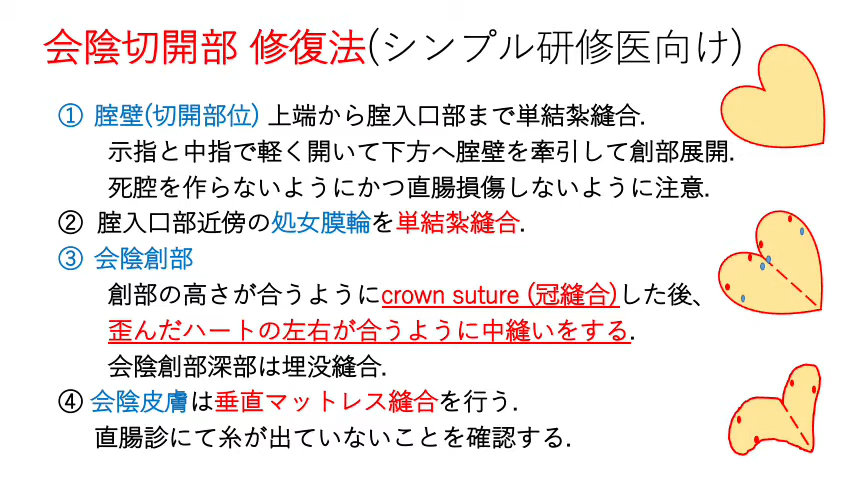 会陰切開部 修復法(シンプル研修医向け)
① 腟壁(切開部位) 上端から腟入口部まで単結紮縫合.
示指と中指で軽く開いて下方へ腟壁を牽引して創部展開.
死腔を作らないようにかつ直腸損傷しないように注意.
② 腟入口部近傍の処女膜輪を単結紮縫合.
③ 会陰創部
創部の高さが合うようにcrown suture (冠縫合)した後、
歪んだハートの左右が合うように中縫いをする.
会陰創部深部は埋没縫合.
④ 会陰皮膚は垂直マットレス縫合を行う.
直腸診にて糸が出ていないことを確認する.